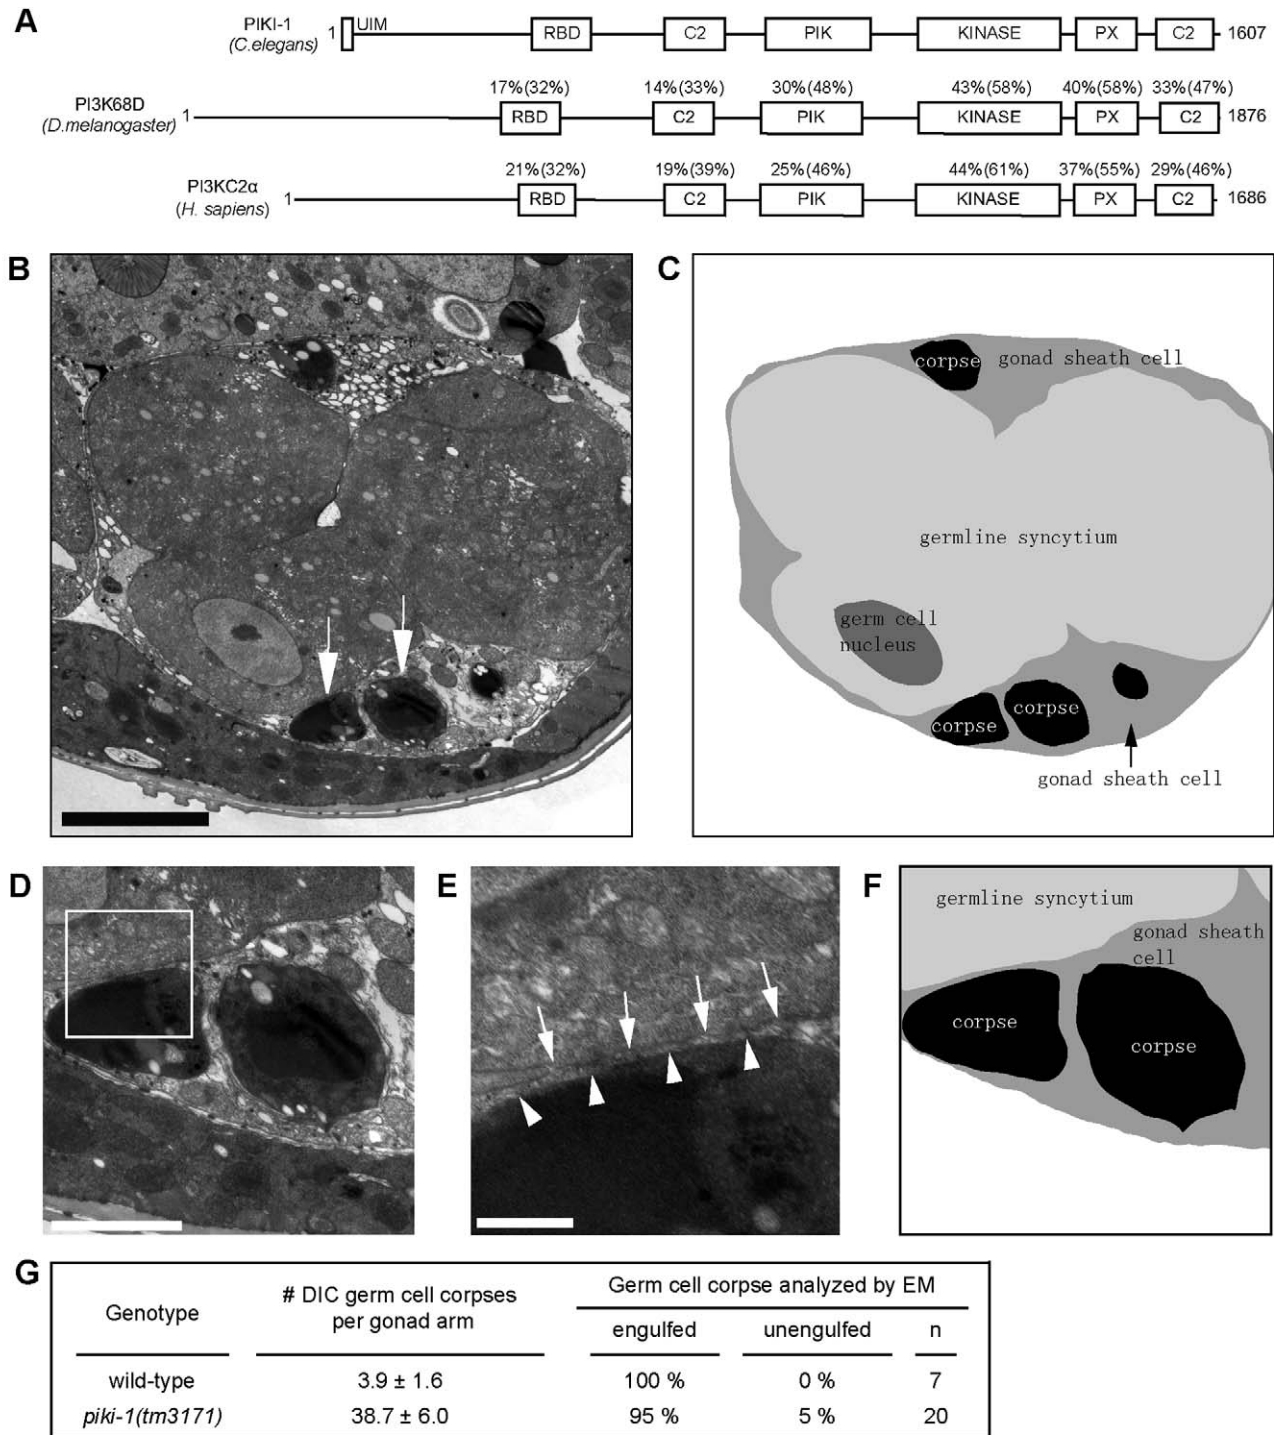 A
PIKI-1
(C.elegans)
1
UIM
RBD
C2
PIK
KINASE
PX
C2
1607
17%(32%) 14%(33%) 30%(48%) 43%(58%) 40%(58%) 33%(47%)
PI3K68D
(D.melanogaster)
1
RBD
C2
PIK
KINASE
PX
C2
1876
21%(32%) 19%(39%) 25%(46%) 44%(61%) 37%(55%) 29%(46%)
PI3KC2α
(H. sapiens)
1
RBD
C2
PIK
KINASE
PX
C2
1686
B
C
corpse
gonad sheath cell
germline syncytium
germ cell
nucleus
corpse
corpse
gonad sheath cell
D
E
F
germline syncytium
gonad sheath
cell
corpse
corpse
G
Genotype
# DIC germ cell corpses
per gonad arm
Germ cell corpse analyzed by EM
engulfed unengulfed n
wild-type 3.9 ± 1.6 100 % 0 % 7
piki-1(tm3171) 38.7 ± 6.0 95 % 5 % 20